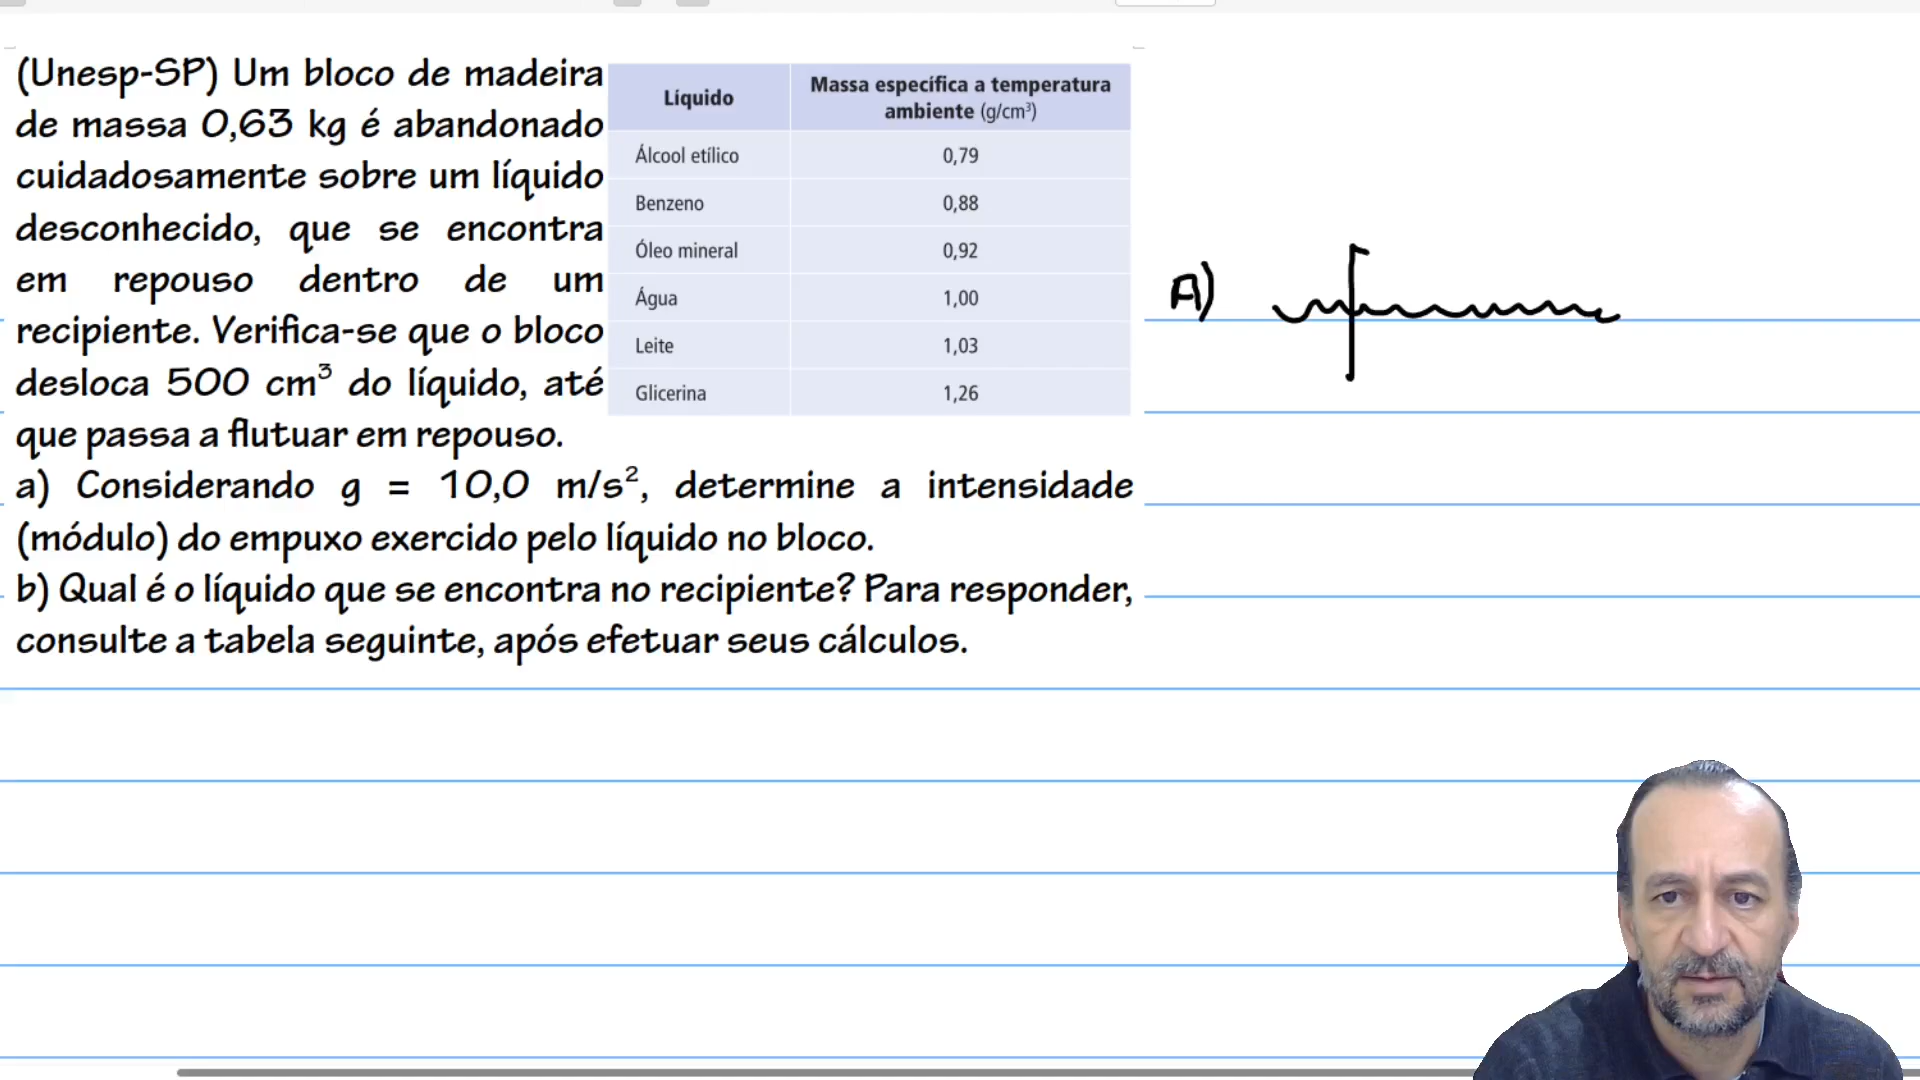 (Unesp-SP) Um bloco de madeira
de massa 0,63 kg é abandonado
cuidadosamente sobre um líquido
desconhecido, que se encontra
em repouso dentro de um
recipiente. Verifica-se que o bloco
desloca 500 cm³ do líquido, até
que passa a flutuar em repouso.
a) Considerando g = 10,0 m/s², determine a intensidade
(módulo) do empuxo exercido pelo líquido no bloco.
b) Qual é o líquido que se encontra no recipiente? Para responder,
consulte a tabela seguinte, após efetuar seus cálculos.
Líquido
Massa específica a temperatura
ambiente (g/cm³)
Álcool etílico 0,79
Benzeno 0,88
Óleo mineral 0,92
Água 1,00
Leite 1,03
Glicerina 1,26
A)